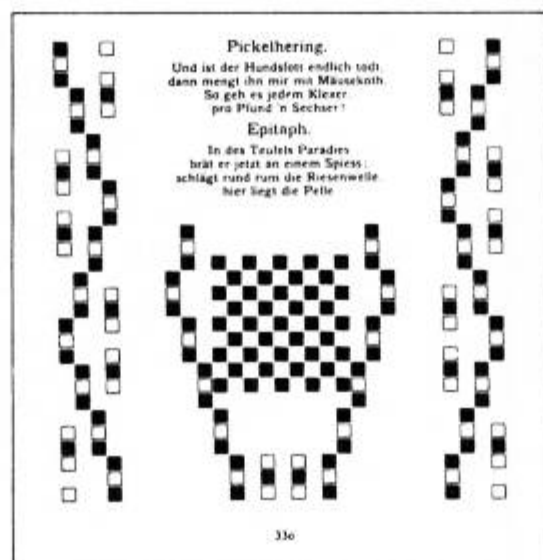 Pickelhering.
Und ist der Hundsfott endlich todt,
dann mengt ihn mir mit Mäusekoth.
So geh es jedem Klexer
pro Pfund 'n Sechser!
Epitaph.
In des Teufels Paradies
brät er jetzt an einem Spiess;
schlägt rund rum die Riesenwelle.
hier liegt die Pelle
330